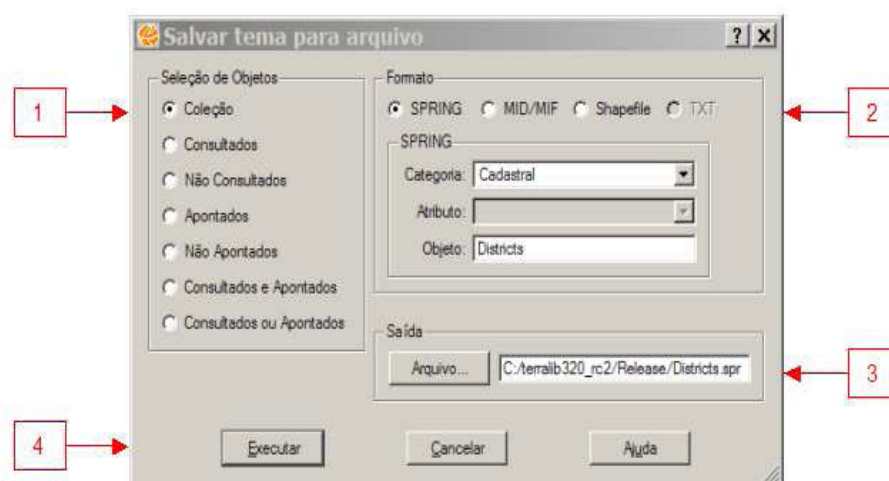 Salvar tema para arquivo
? X
Seleção de Objetos
Coleção
Consultados
Não Consultados
Apontados
Não Apontados
Consultados e Apontados
Consultados ou Apontados
Formato
SPRING MID/MIF Shapefile TXT
SPRING
Categoria: Cadastral
Atributo:
Objeto: Districts
Saída
Arquivo... C:/terralib320_rc2/Release/Districts.spr
Executar Cancelar Ajuda
1
2
3
4